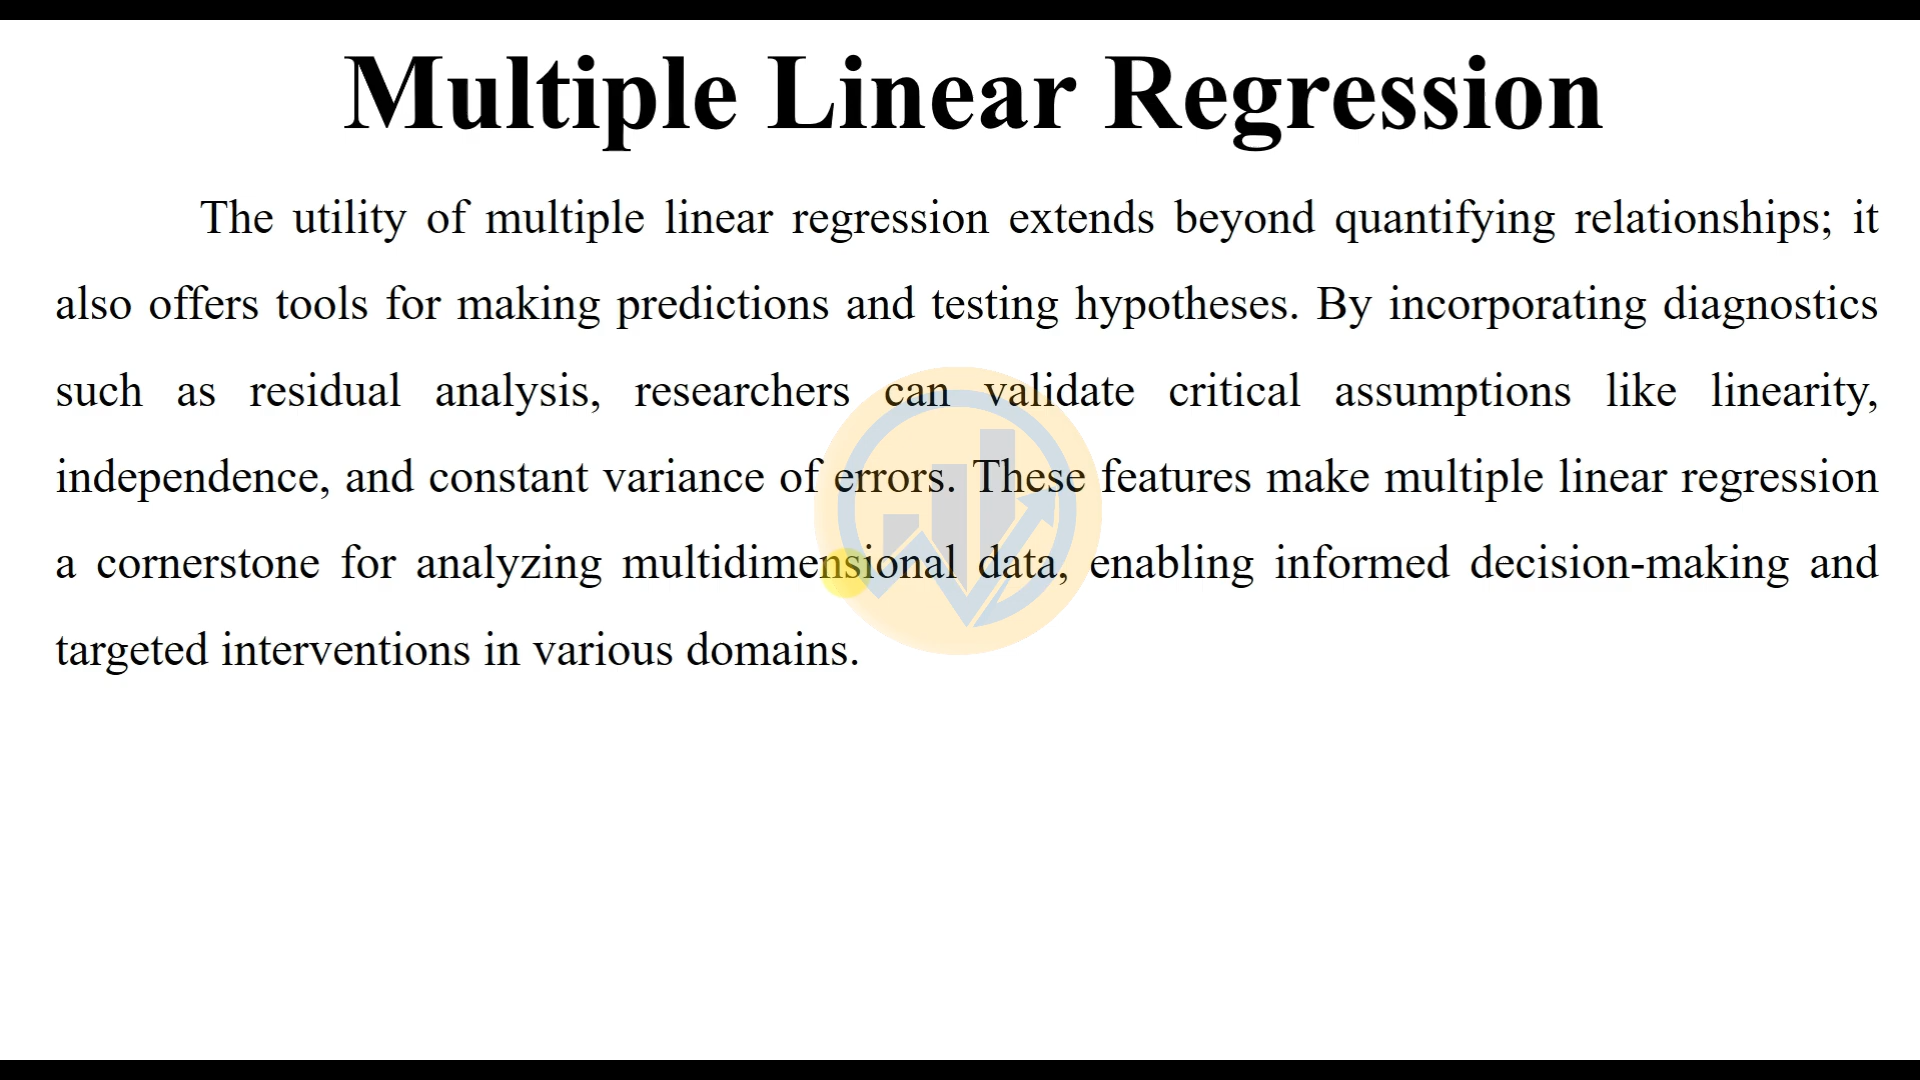 Multiple Linear Regression
The utility of multiple linear regression extends beyond quantifying relationships; it
also offers tools for making predictions and testing hypotheses. By incorporating diagnostics
such as residual analysis, researchers can validate critical assumptions like linearity,
independence, and constant variance of errors. These features make multiple linear regression
a cornerstone for analyzing multidimensional data, enabling informed decision-making and
targeted interventions in various domains.